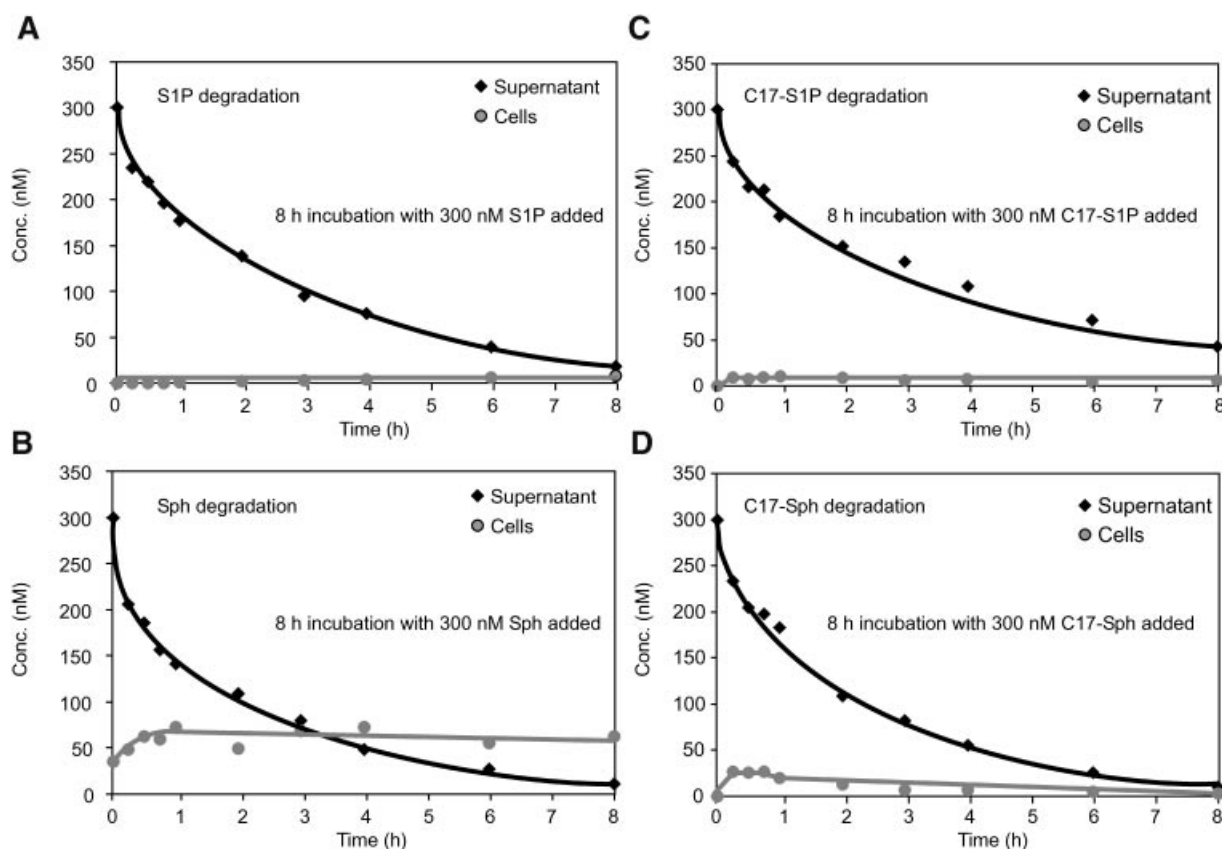 A
350
300
250
200
150
100
50
0
Conc. (nM)
S1P degradation
Supernatant
Cells
8 h incubation with 300 nM S1P added
0 1 2 3 4 5 6 7 8
Time (h)
C
350
300
250
200
150
100
50
0
Conc. (nM)
C17-S1P degradation
Supernatant
Cells
8 h incubation with 300 nM C17-S1P added
0 1 2 3 4 5 6 7 8
Time (h)
B
350
300
250
200
150
100
50
0
Conc. (nM)
Sph degradation
Supernatant
Cells
8 h incubation with 300 nM Sph added
0 1 2 3 4 5 6 7 8
Time (h)
D
350
300
250
200
150
100
50
0
Conc. (nM)
C17-Sph degradation
Supernatant
Cells
8 h incubation with 300 nM C17-Sph added
0 1 2 3 4 5 6 7 8
Time (h)